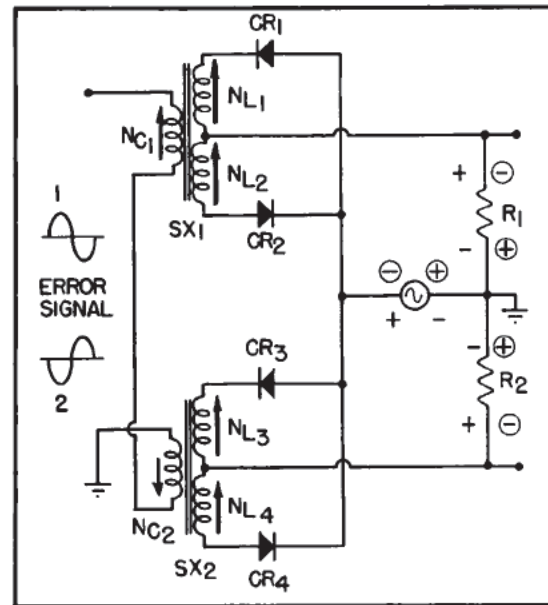 CR1
NL1
NC1
NL2
SX1
CR2
R1
1
ERROR
SIGNAL
2
+ -
- +
- +
+ -
CR3
- +
R2
+ -
NL3
NC2
NL4
SX2
CR4